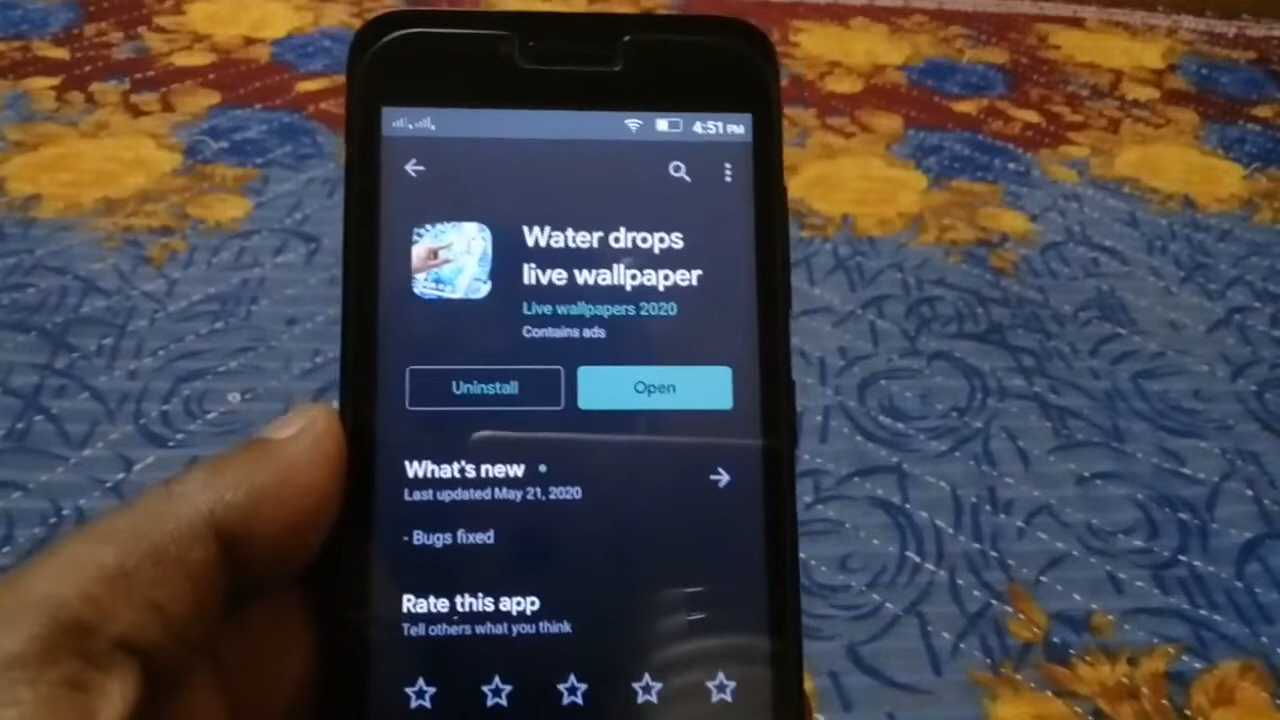 4:51 PM
Water drops
live wallpaper
Live wallpapers 2020
Contains ads
Uninstall
Open
What's new
Last updated May 21, 2020
- Bugs fixed
Rate this app
Tell others what you think